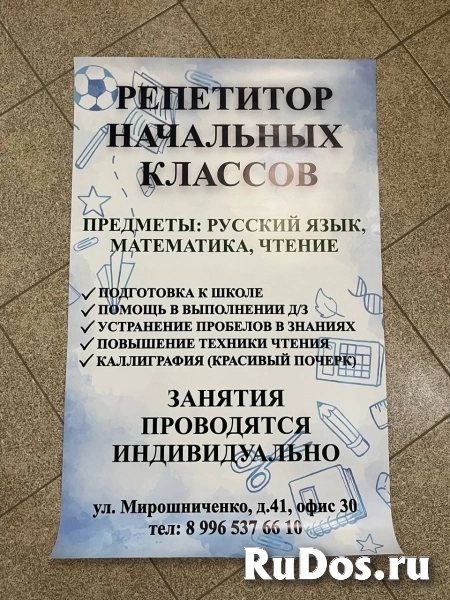 РЕПЕТИТОР
НАЧАЛЬНЫХ
КЛАССОВ
ПРЕДМЕТЫ: РУССКИЙ ЯЗЫК,
МАТЕМАТИКА, ЧТЕНИЕ
✓ ПОДГОТОВКА К ШКОЛЕ
✓ ПОМОЩЬ В ВЫПОЛНЕНИИ Д/З
✓ УСТРАНЕНИЕ ПРОБЕЛОВ В ЗНАНИЯХ
✓ ПОВЫШЕНИЕ ТЕХНИКИ ЧТЕНИЯ
✓ КАЛЛИГРАФИЯ (КРАСИВЫЙ ПОЧЕРК)
ЗАНЯТИЯ
ПРОВОДЯТСЯ
ИНДИВИДУАЛЬНО
ул. Мирошниченко, д.41, офис 30
тел: 8 996 537 66 10
RuDos.ru